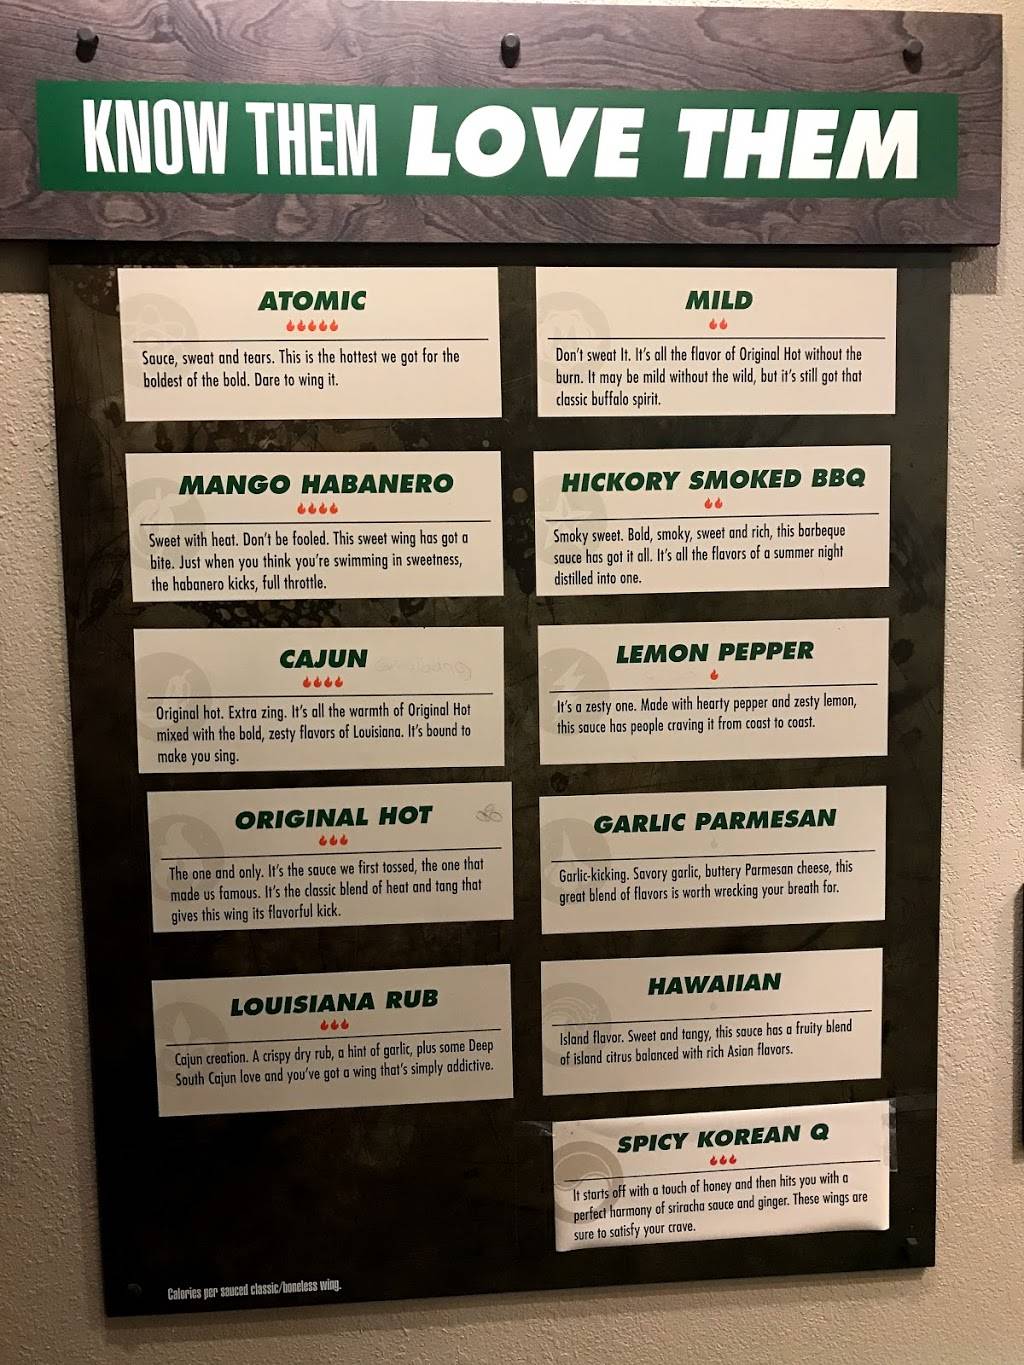 KNOW THEM LOVE THEM
ATOMIC
Sauce, sweat and tears. This is the hottest we got for the
boldest of the bold. Dare to wing it.
MANGO HABANERO
Sweet with heat. Don't be fooled. This sweet wing has got a
bite. Just when you think you're swimming in sweetness,
the habanero kicks, full throttle.
CAJUN
Original hot. Extra zing. It's all the warmth of Original Hot
mixed with the bold, zesty flavors of Louisiana. It's bound to
make you sing.
ORIGINAL HOT
The one and only. It's the sauce we first tossed, the one that
made us famous. It's the classic blend of heat and tang that
gives this wing its flavorful kick.
LOUISIANA RUB
Cajun creation. A crispy dry rub, a hint of garlic, plus some Deep
South Cajun love and you've got a wing that's simply addictive.
MILD
Don't sweat It. It's all the flavor of Original Hot without the
burn. It may be mild without the wild, but it's still got that
classic buffalo spirit.
HICKORY SMOKED BBQ
Smoky sweet. Bold, smoky, sweet and rich, this barbeque
sauce has got it all. It's all the flavors of a summer night
distilled into one.
LEMON PEPPER
It's a zesty one. Made with hearty pepper and zesty lemon,
this sauce has people craving it from coast to coast.
GARLIC PARMESAN
Garlic-kicking. Savory garlic, buttery Parmesan cheese, this
great blend of flavors is worth wrecking your breath for.
HAWAIIAN
Island flavor. Sweet and tangy, this sauce has a fruity blend
of island citrus balanced with rich Asian flavors.
SPICY KOREAN Q
It starts off with a touch of honey and then hits you with a
perfect harmony of sriracha sauce and ginger. These wings are
sure to satisfy your crave.
Calories per sauced classic/boneless wing.